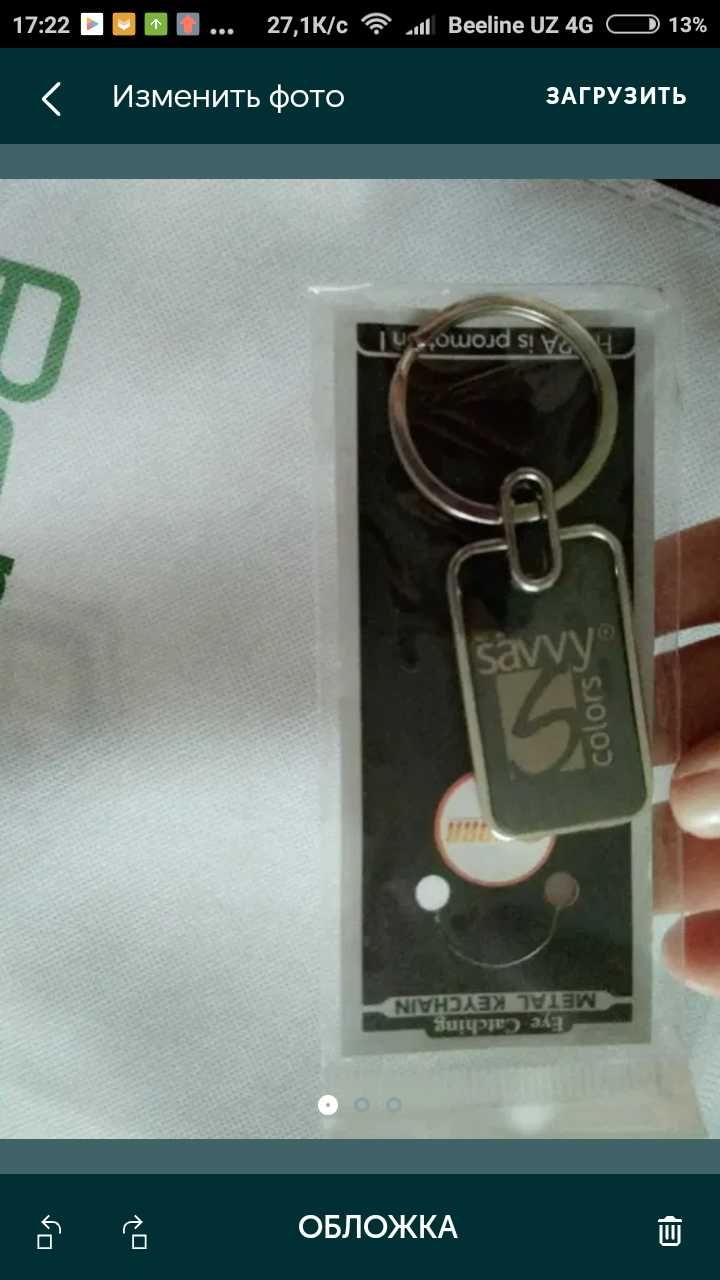 17:22
27,1K/c
Beeline UZ 4G
13%
Изменить фото
ЗАГРУЗИТЬ
is promotion !
savvy®
S
colors
METAL KEYCHAIN
Eye Catching
ОБЛОЖКА